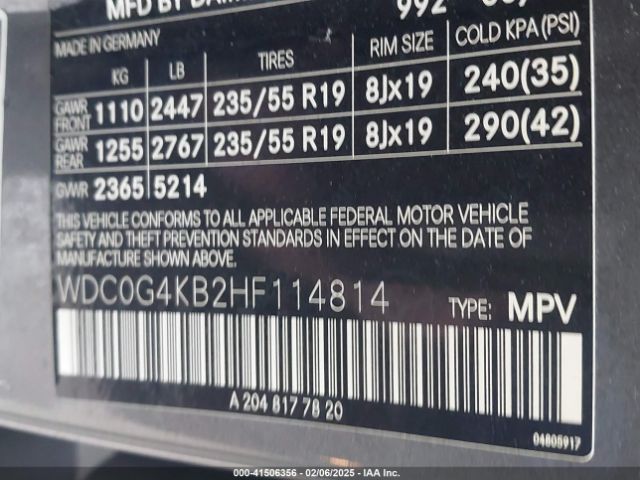 MFD BY
992
MADE IN GERMANY
KG LB TIRES RIM SIZE COLD KPA(PSI)
GAWR FRONT 1110 2447 235/55 R19 8Jx19 240(35)
GAWR REAR 1255 2767 235/55 R19 8Jx19 290(42)
GVWR 2365 5214
THIS VEHICLE CONFORMS TO ALL APPLICABLE FEDERAL MOTOR VEHICLE
SAFETY AND THEFT PREVENTION STANDARDS IN EFFECT ON THE DATE OF
MANUFACTURE SHOWN ABOVE.
WDC0G4KB2HF114814 TYPE: MPV
A 204 817 78 20
04805917
000-41506356 — 02/06/2025 — IAA Inc.